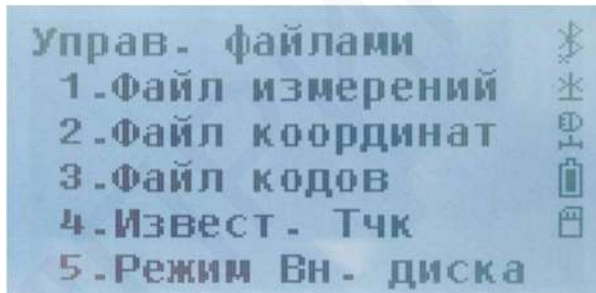 Управ. файлами
1.Файл измерений
2.Файл координат
3.Файл кодов
4.Извест. Тчк
5.Режим Вн. диска